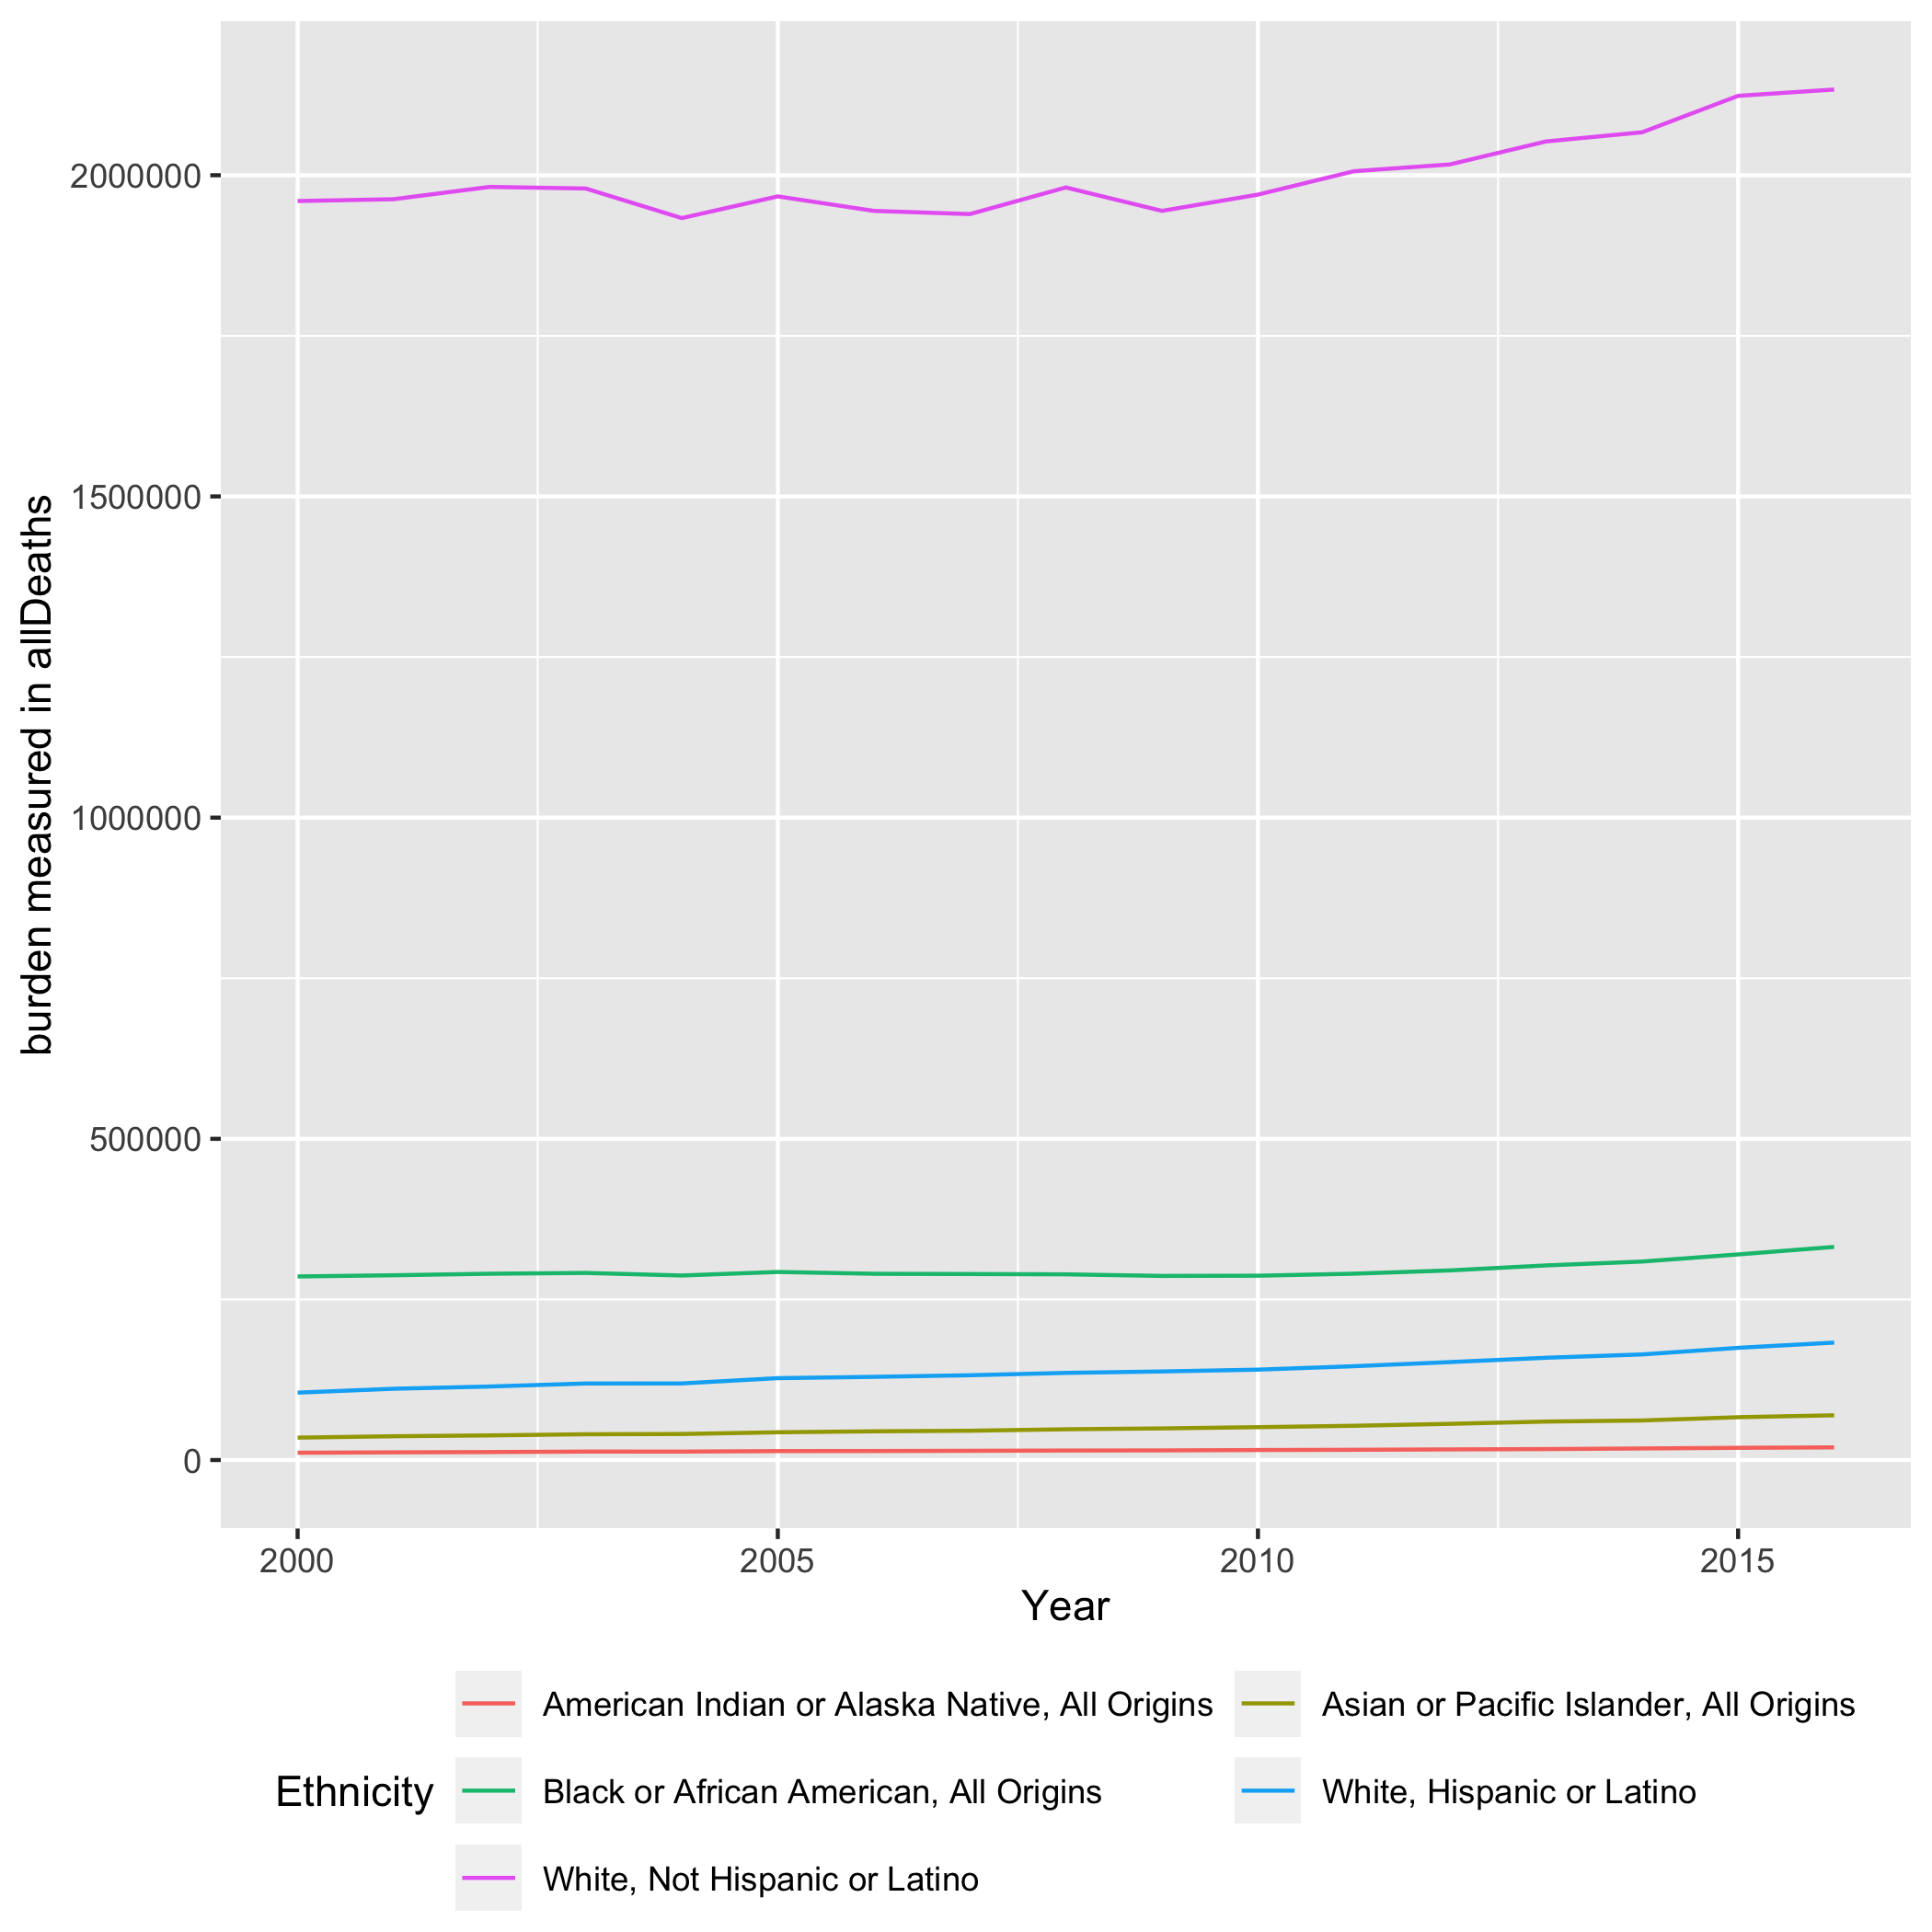 burden measured in allDeaths
2000000
1500000
1000000
500000
0
2000 2005 2010 2015
Year
Ethnicity
American Indian or Alaska Native, All Origins
Asian or Pacific Islander, All Origins
Black or African American, All Origins
White, Hispanic or Latino
White, Not Hispanic or Latino